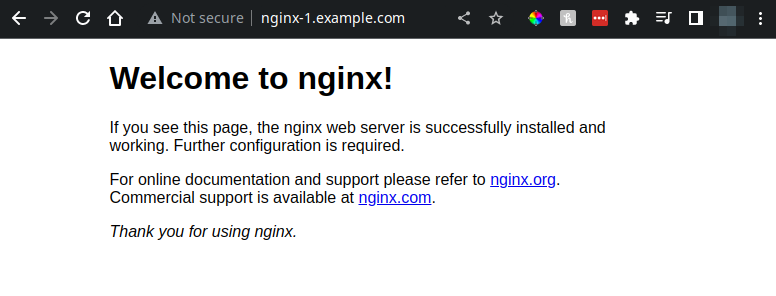 Not secure nginx-1.example.com
Welcome to nginx!
If you see this page, the nginx web server is successfully installed and
working. Further configuration is required.
For online documentation and support please refer to nginx.org.
Commercial support is available at nginx.com.
Thank you for using nginx.